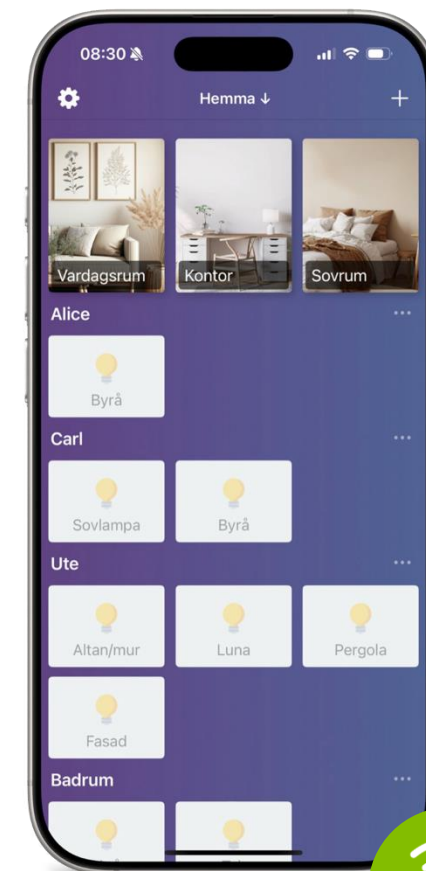 08:30
Hemma ↓
Vardagsrum Kontor Sovrum
Alice
Byrå
Carl
Sovlampa Byrå
Ute
Altan/mur Luna Pergola
Fasad
Badrum